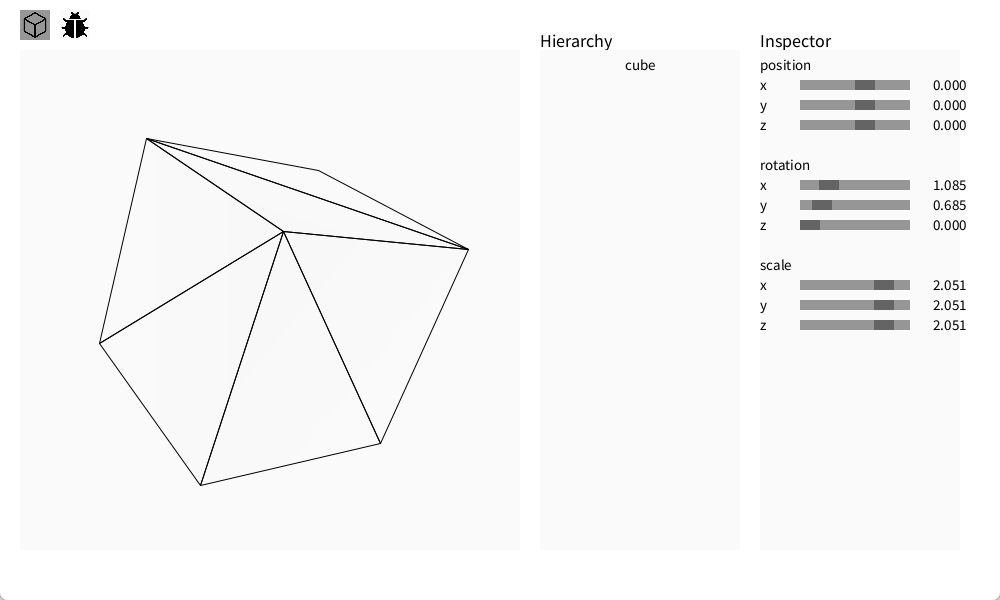 Hierarchy
cube
Inspector
position
x 0.000
y 0.000
z 0.000
rotation
x 1.085
y 0.685
z 0.000
scale
x 2.051
y 2.051
z 2.051